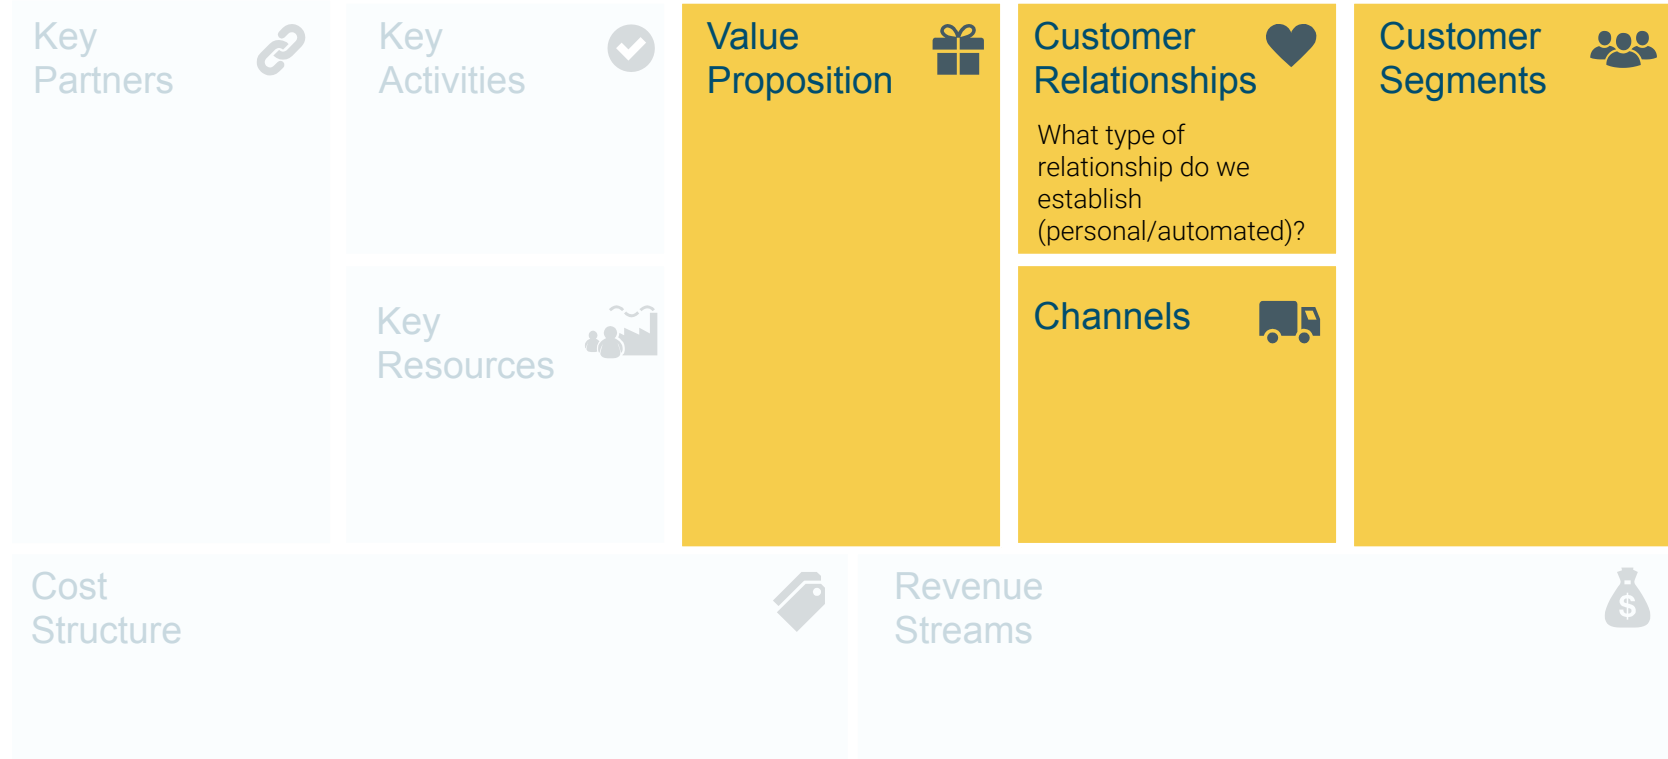 Key
Partners
Key
Activities
Key
Resources
Value
Proposition
Customer
Relationships
What type of
relationship do we
establish
(personal/automated)?
Channels
Customer
Segments
Cost
Structure
Revenue
Streams
$